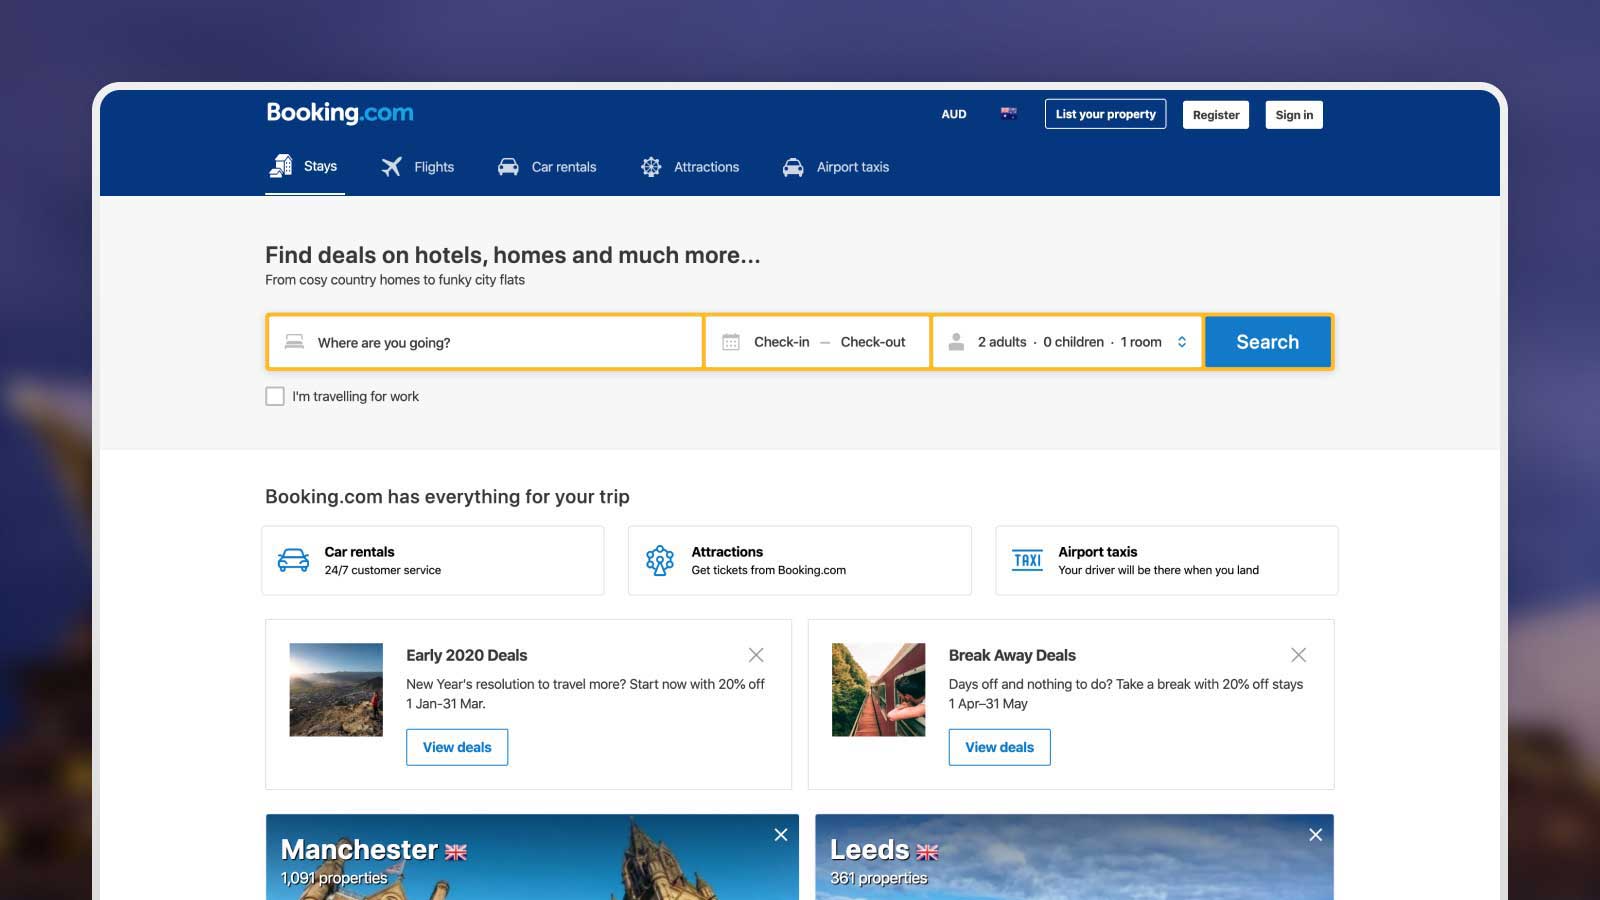 Booking.com
AUD
List your property
Register
Sign in
Stays
Flights
Car rentals
Attractions
Airport taxis
Find deals on hotels, homes and much more...
From cosy country homes to funky city flats
Where are you going?
Check-in — Check-out
2 adults · 0 children · 1 room
Search
I'm travelling for work
Booking.com has everything for your trip
Car rentals
24/7 customer service
Attractions
Get tickets from Booking.com
TAXI
Airport taxis
Your driver will be there when you land
Early 2020 Deals
New Year's resolution to travel more? Start now with 20% off
1 Jan-31 Mar.
View deals
Break Away Deals
Days off and nothing to do? Take a break with 20% off stays
1 Apr–31 May
View deals
Manchester
1,091 properties
Leeds
361 properties